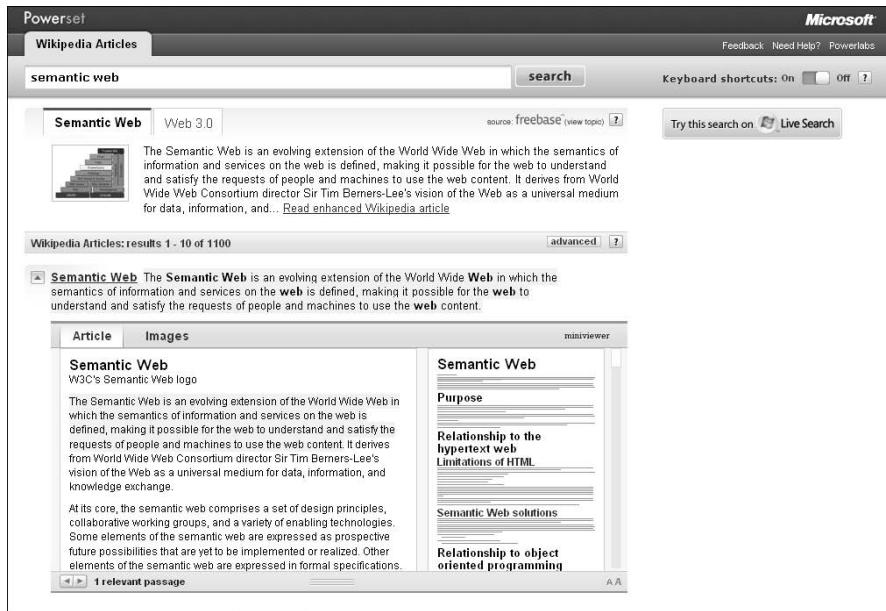 Powerset
Microsoft
Wikipedia Articles
Feedback Need Help? Powerlabs
semantic web
search
Keyboard shortcuts: On Off ?
Semantic Web
Web 3.0
source: freebase (view topic) ?
Try this search on Live Search
The Semantic Web is an evolving extension of the World Wide Web in which the semantics of
information and services on the web is defined, making it possible for the web to understand
and satisfy the requests of people and machines to use the web content. It derives from World
Wide Web Consortium director Sir Tim Berners-Lee's vision of the Web as a universal medium
for data, information, and... Read enhanced Wikipedia article
Wikipedia Articles: results 1 - 10 of 1100
advanced ?
Semantic Web The Semantic Web is an evolving extension of the World Wide Web in which the
semantics of information and services on the web is defined, making it possible for the web to
understand and satisfy the requests of people and machines to use the web content.
Article
Images
miniviewer
Semantic Web
W3C's Semantic Web logo
The Semantic Web is an evolving extension of the World Wide Web in
which the semantics of information and services on the web is
defined, making it possible for the web to understand and satisfy the
requests of people and machines to use the web content. It derives
from World Wide Web Consortium director Sir Tim Berners-Lee's
vision of the Web as a universal medium for data, information, and
knowledge exchange.
At its core, the semantic web comprises a set of design principles,
collaborative working groups, and a variety of enabling technologies.
Some elements of the semantic web are expressed as prospective
future possibilities that are yet to be implemented or realized. Other
elements of the semantic web are expressed in formal specifications.
Semantic Web
Purpose
Relationship to the
hypertext web
Limitations of HTML
Semantic Web solutions
Relationship to object
oriented programming
1 relevant passage
A A